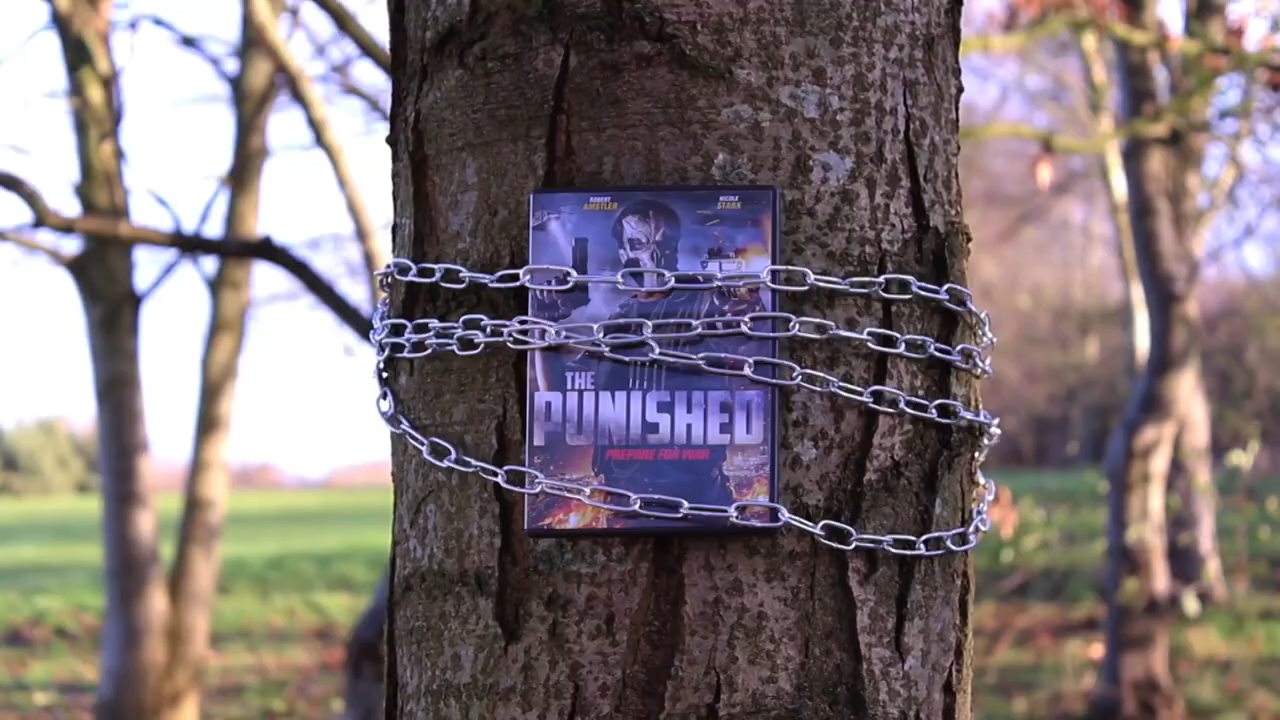 ROBERT
AMSTLER
NICOLE
STARK
THE
PUNISHED
PREPARE FOR WAR